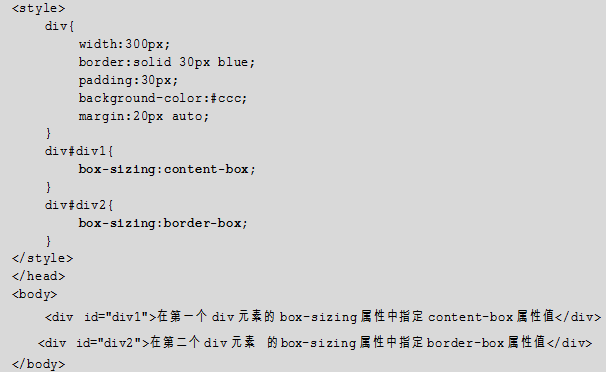 <style>
div{
width:300px;
border:solid 30px blue;
padding:30px;
background-color:#ccc;
margin:20px auto;
}
div#div1{
box-sizing:content-box;
}
div#div2{
box-sizing:border-box;
}
</style>
</head>
<body>
<div id="div1">在第一个 div 元素的 box-sizing 属性中指定 content-box 属性值</div>
<div id="div2">在第二个 div 元素 的 box-sizing 属性中指定 border-box 属性值</div>
</body>